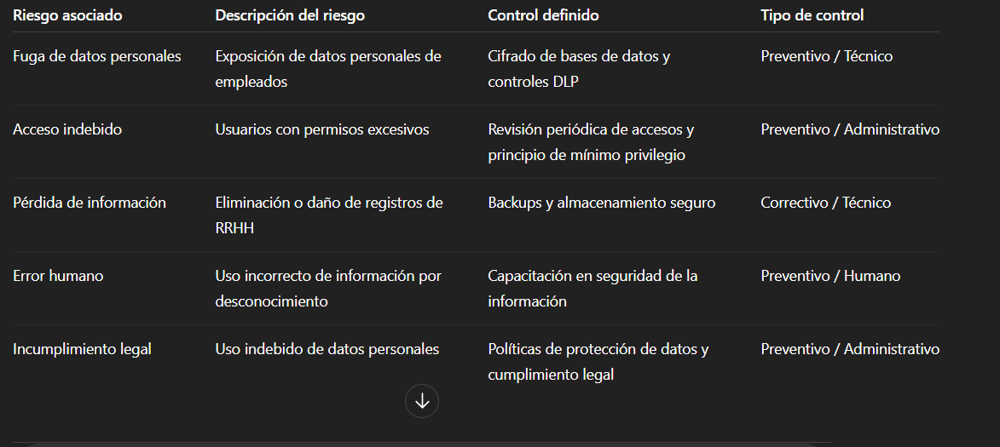 Riesgo asociado Descripción del riesgo Control definido Tipo de control
Fuga de datos personales Exposición de datos personales de Cifrado de bases de datos y Preventivo / Técnico
empleados controles DLP
Acceso indebido Usuarios con permisos excesivos Revisión periódica de accesos y Preventivo / Administrativo
principio de mínimo privilegio
Pérdida de información Eliminación o daño de registros de Backups y almacenamiento seguro Correctivo / Técnico
RRHH
Error humano Uso incorrecto de información por Capacitación en seguridad de la Preventivo / Humano
desconocimiento información
Incumplimiento legal Uso indebido de datos personales Políticas de protección de datos y Preventivo / Administrativo
cumplimiento legal